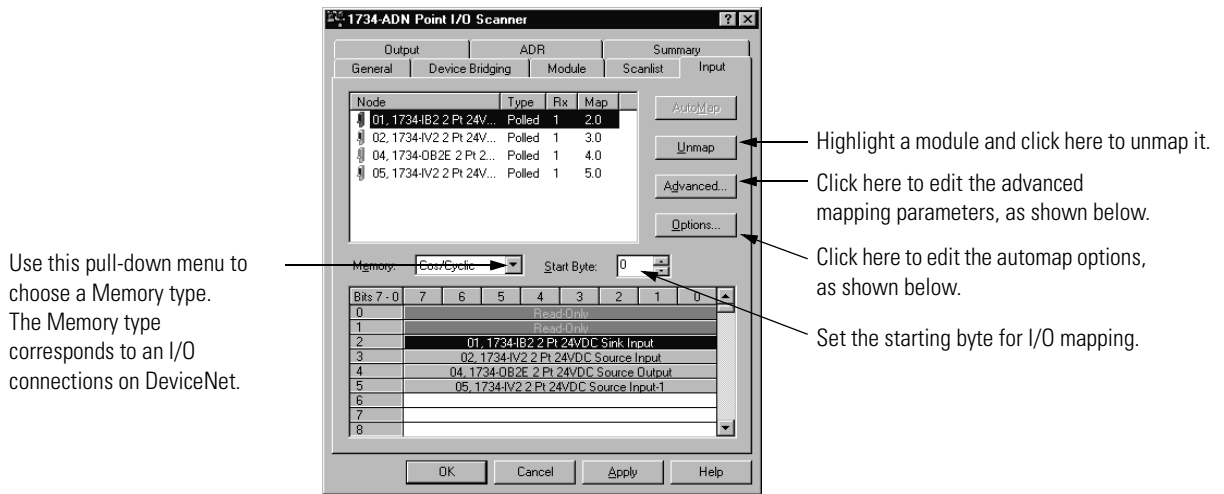 1734-ADN Point I/O Scanner
Output ADR Summary
General Device Bridging Module Scanlist Input
Node Type Rx Map
01, 1734-IB2 2 Pt 24V... Polled 1 2.0
02, 1734-IV2 2 Pt 24V... Polled 1 3.0
04, 1734-OB2E 2 Pt 2... Polled 1 4.0
05, 1734-IV2 2 Pt 24V... Polled 1 5.0
AutoMap
Unmap
Advanced...
Options...
Highlight a module and click here to unmap it.
Click here to edit the advanced
mapping parameters, as shown below.
Click here to edit the automap options,
as shown below.
Set the starting byte for I/O mapping.
Use this pull-down menu to
choose a Memory type.
The Memory type
corresponds to an I/O
connections on DeviceNet.
Memory: Cos/Cyclic Start Byte: 0
Bits 7 - 0 7 6 5 4 3 2 1 0
0 Read-Only
1 Read-Only
2 01, 1734-IB2 2 Pt 24VDC Sink Input
3 02, 1734-IV2 2 Pt 24VDC Source Input
4 04, 1734-OB2E 2 Pt 24VDC Source Output
5 05, 1734-IV2 2 Pt 24VDC Source Input-1
6
7
8
OK Cancel Apply Help